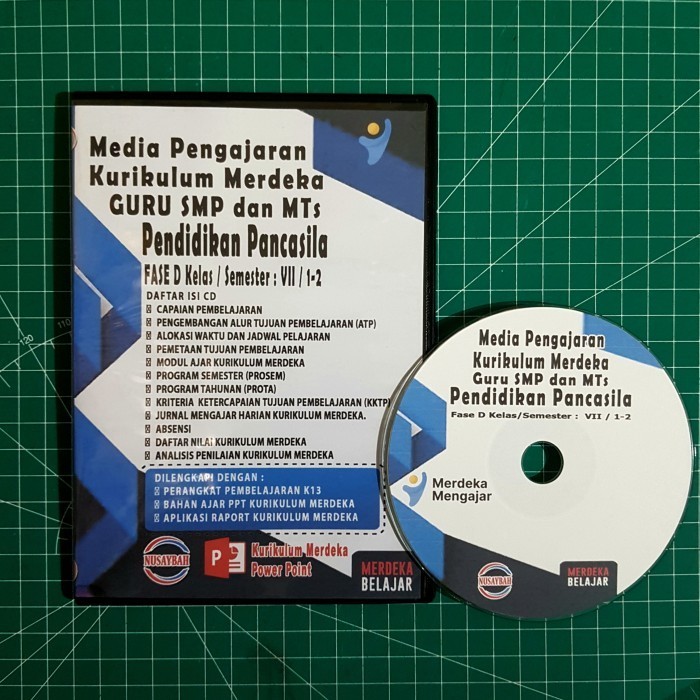 Media Pengajaran
Kurikulum Merdeka
GURU SMP dan MTs
Pendidikan Pancasila
FASE D Kelas / Semester : VII / 1-2
DAFTAR ISI CD
CAPAIAN PEMBELAJARAN
PENGEMBANGAN ALUR TUJUAN PEMBELAJARAN (ATP)
ALOKASI WAKTU DAN JADWAL PELAJARAN
PEMETAAN TUJUAN PEMBELAJARAN
MODUL AJAR KURIKULUM MERDEKA
PROGRAM SEMESTER (PROSEM)
PROGRAM TAHUNAN (PROTA)
KRITERIA KETERCAPAIAN TUJUAN PEMBELAJARAN (KKTP)
JURNAL MENGAJAR HARIAN KURIKULUM MERDEKA.
ABSENSI
DAFTAR NILAI KURIKULUM MERDEKA
ANALISIS PENILAIAN KURIKULUM MERDEKA
DILENGKAPI DENGAN :
PERANGKAT PEMBELAJARAN K13
BAHAN AJAR PPT KURIKULUM MERDEKA
APLIKASI RAPORT KURIKULUM MERDEKA
NUSAYBAH
P
Kurikulum Merdeka
Power Point
MERDEKA
BELAJAR
Media Pengajaran
Kurikulum Merdeka
Guru SMP dan MTs
Pendidikan Pancasila
Fase D Kelas/Semester : VII / 1-2
Merdeka
Mengajar
NUSAYBAH
MERDEKA
BELAJAR
120
110